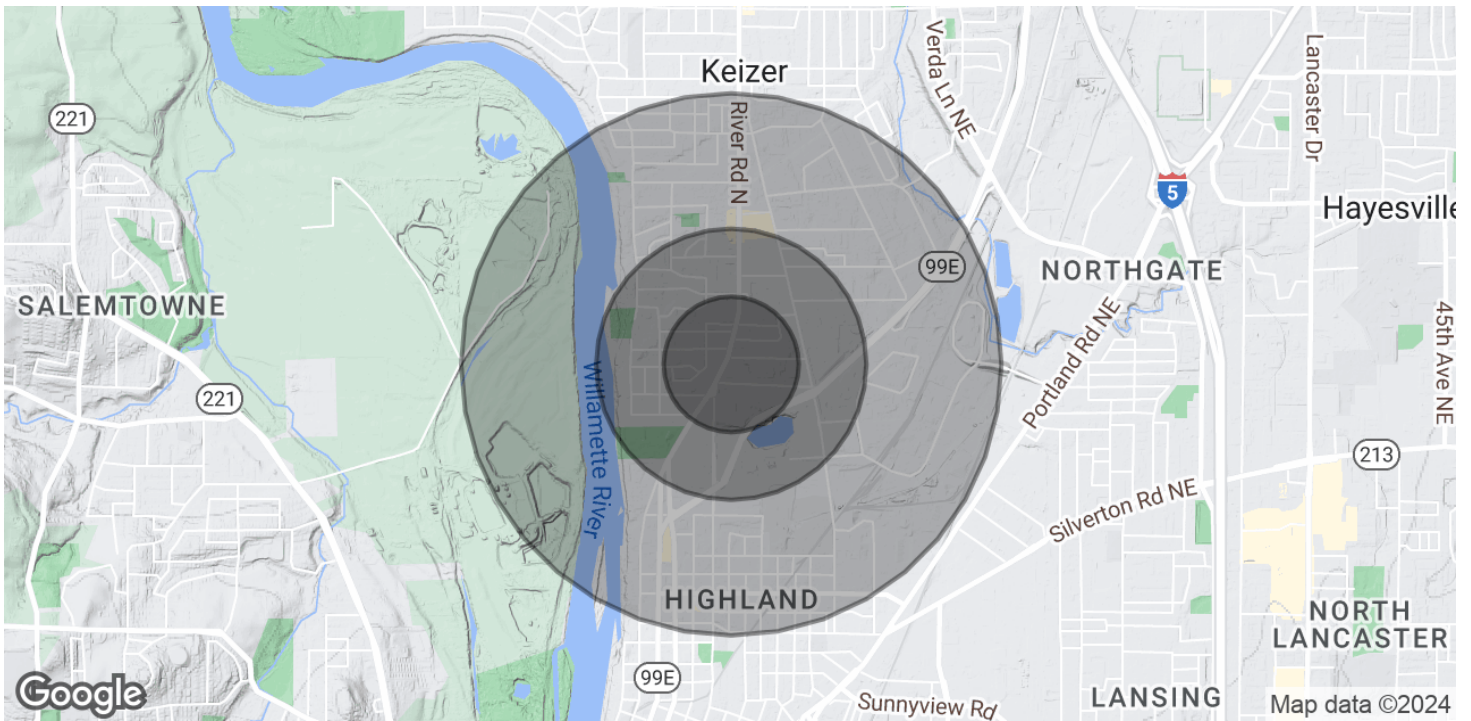 Keizer
Verda Ln NE
Lancaster Dr
221
River Rd N
5
Hayesville
99E
NORTHGATE
SALEMTOWNE
45th Ave NE
Portland Rd NE
221
Willamette River
213
Silverton Rd NE
HIGHLAND
NORTH
LANCASTER
99E
Google
Sunnyview Rd
LANSING
Map data ©2024